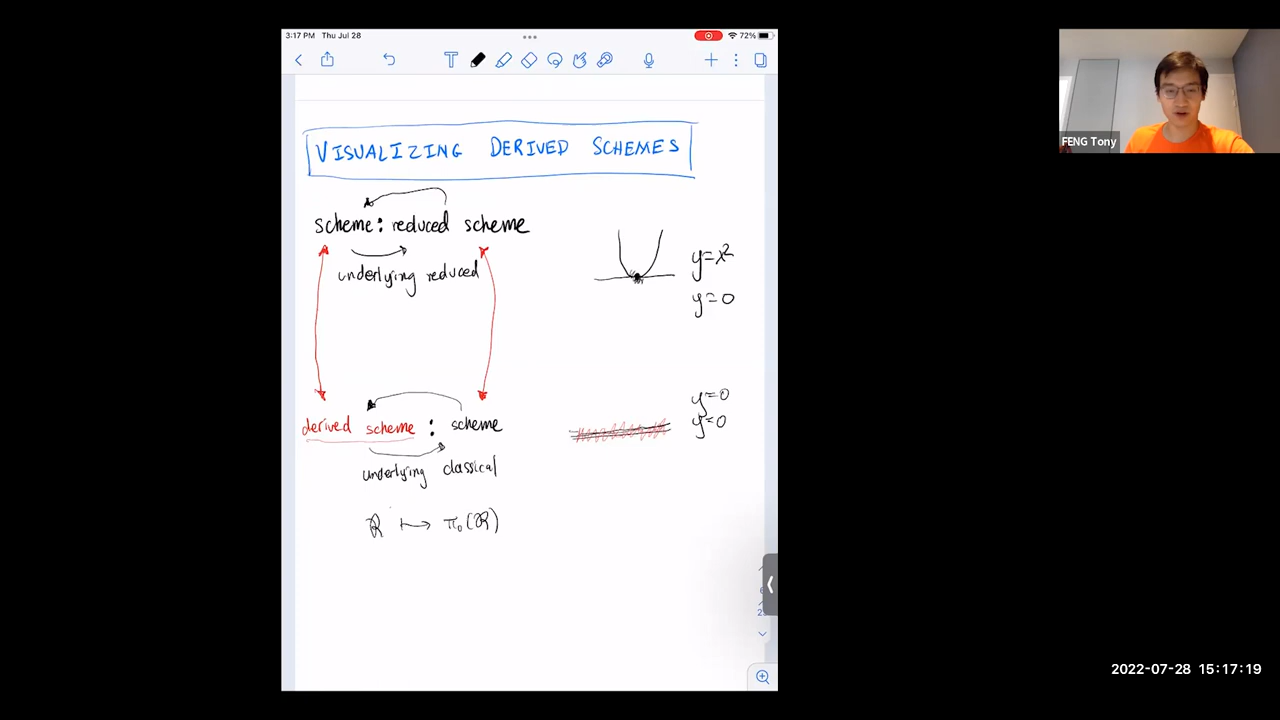 3:17 PM Thu Jul 28
72%
VISUALIZING DERIVED SCHEMES
scheme: reduced scheme
underlying reduced
y=x²
y=0
y=0
y=0
derived scheme : scheme
underlying classical
R ↦ π₀(R)
FENG Tony
2022-07-28 15:17:19